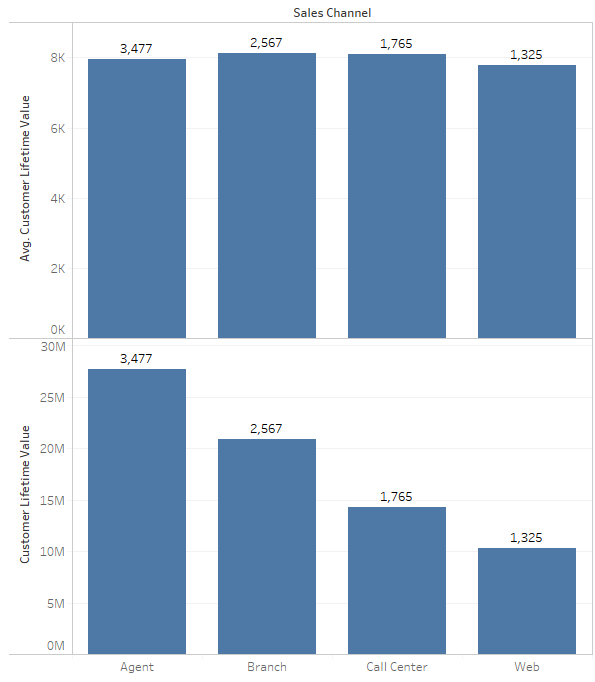 Sales Channel
Avg. Customer Lifetime Value
8K
6K
4K
2K
0K
3,477
2,567
1,765
1,325
Customer Lifetime Value
30M
25M
20M
15M
10M
5M
0M
3,477
2,567
1,765
1,325
Agent
Branch
Call Center
Web